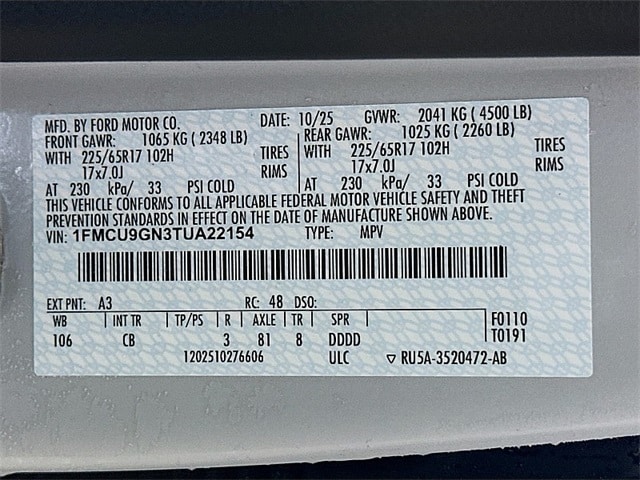 MFD. BY FORD MOTOR CO. DATE: 10/25 GVWR: 2041 KG ( 4500 LB)
FRONT GAWR: 1065 KG ( 2348 LB) REAR GAWR: 1025 KG ( 2260 LB)
WITH 225/65R17 102H TIRES WITH 225/65R17 102H TIRES
17x7.0J RIMS 17x7.0J RIMS
AT 230 kPa/ 33 PSI COLD AT 230 kPa/ 33 PSI COLD
THIS VEHICLE CONFORMS TO ALL APPLICABLE FEDERAL MOTOR VEHICLE SAFETY AND THEFT
PREVENTION STANDARDS IN EFFECT ON THE DATE OF MANUFACTURE SHOWN ABOVE.
VIN: 1FMCU9GN3TUA22154 TYPE: MPV
EXT PNT: A3 RC: 48 DSO:
WB INT TR TP/PS R AXLE TR SPR F0110
106 CB 3 81 8 DDDD T0191
1202510276606 ULC ▽ RU5A-3520472-AB